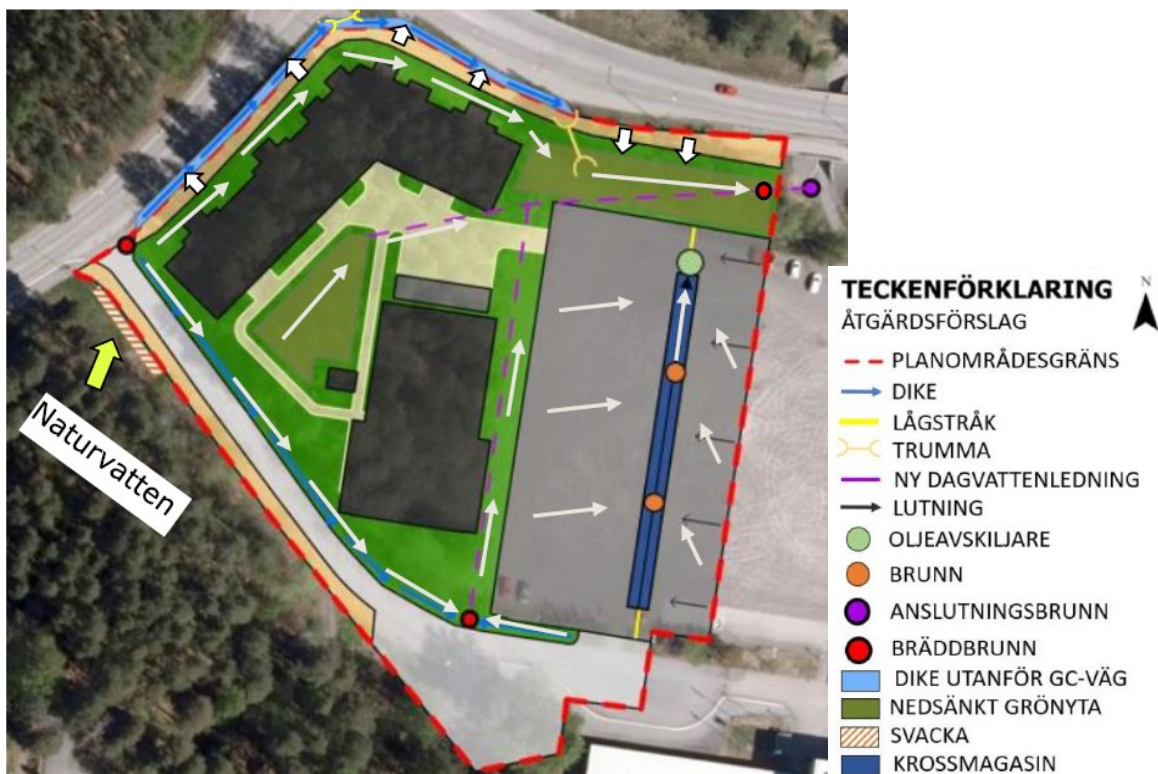 Naturvatten
TECKENFÖRKLARING
N
ÅTGÄRDSFÖRSLAG
PLANOMRÅDESGRÄNS
DIKE
LÅGSTRÅK
TRUMMA
NY DAGVATTENLEDNING
LUTNING
OLJEAVSKILJARE
BRUNN
ANSLUTNINGSBRUNN
BRÄDDBRUNN
DIKE UTANFÖR GC-VÄG
NEDSÄNKT GRÖNYTA
SVACKA
KROSSMAGASIN